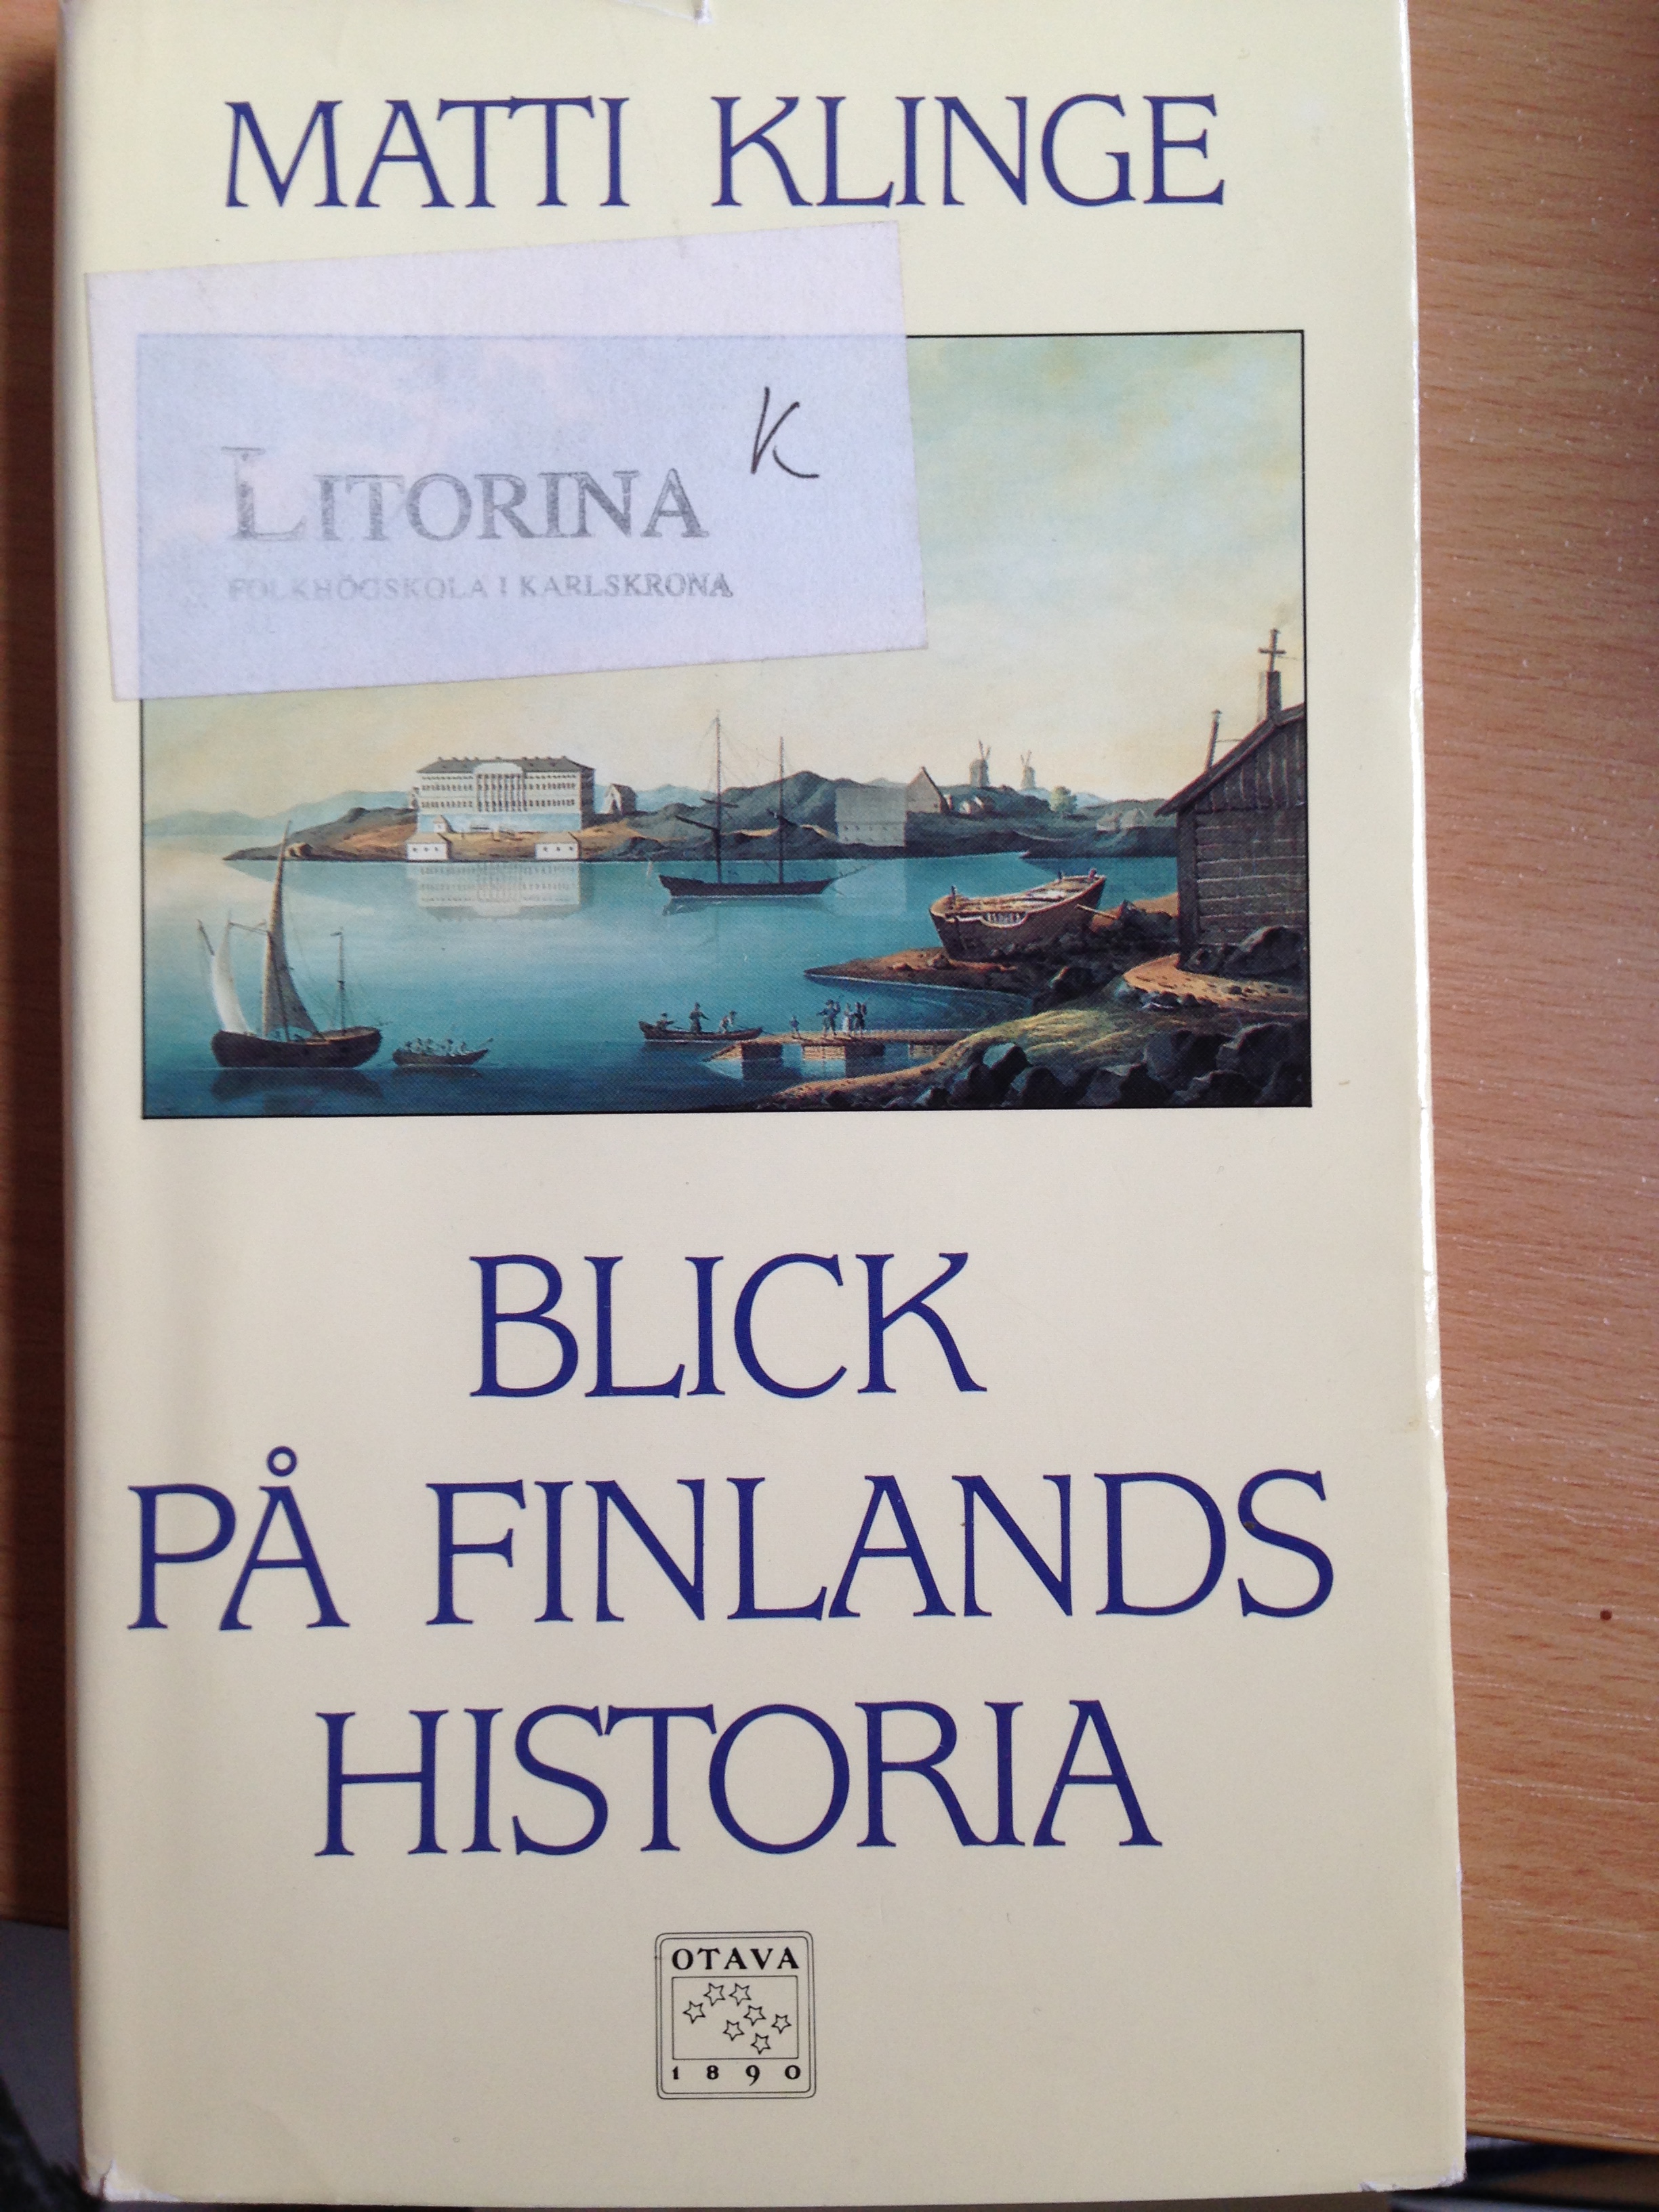 MATTI KLINGE
K
LITORINA
FOLKHÖGSKOLA I KARLSKRONA
BLICK
PÅ FINLANDS
HISTORIA
OTAVA
1890